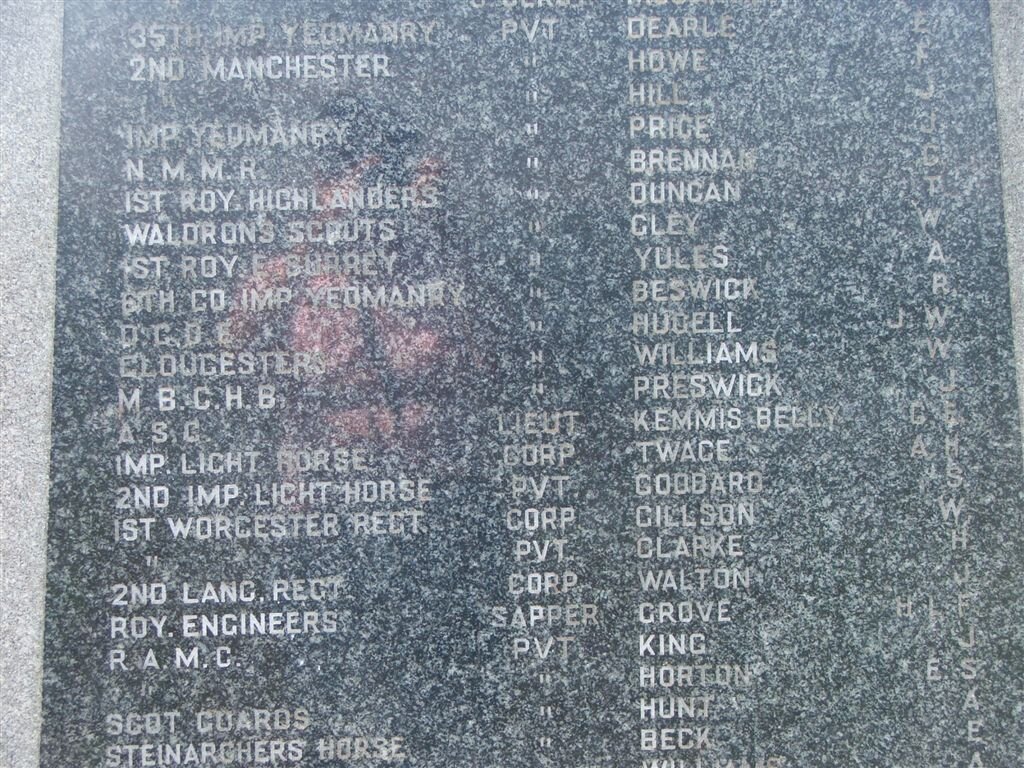 35TH IMP. YEOMANRY PVT DEARLE E
2ND MANCHESTER " HOWE F
" " HILL J
IMP. YEOMANRY " PRICE J
N. M. M. R. " BRENNAN C
1ST ROY. HIGHLANDERS " DUNCAN T
WALDRONS SCOUTS " GLEY W
1ST ROY. E. SURREY " YULES A
6TH CO. IMP. YEOMANRY " BESWICK R
" HUGELL J W
GLOUCESTERS " WILLIAMS W
M. B. C. H. B. " PRESWICK J
A. S. C. LIEUT KEMMIS BELLY C E
IMP. LIGHT HORSE CORP TWAGE A H
2ND IMP. LIGHT HORSE PVT GODDARD S
1ST WORCESTER REGT. CORP GILLSON W
" PVT CLARKE H
2ND LANC. REGT. CORP WALTON J
ROY. ENGINEERS SAPPER GROVE H L F
R. A. M. C. PVT KING J
" " HORTON E S
SCOT GUARDS " HUNT A
STEINARCHERS HORSE " BECK E
WILLIAMS A